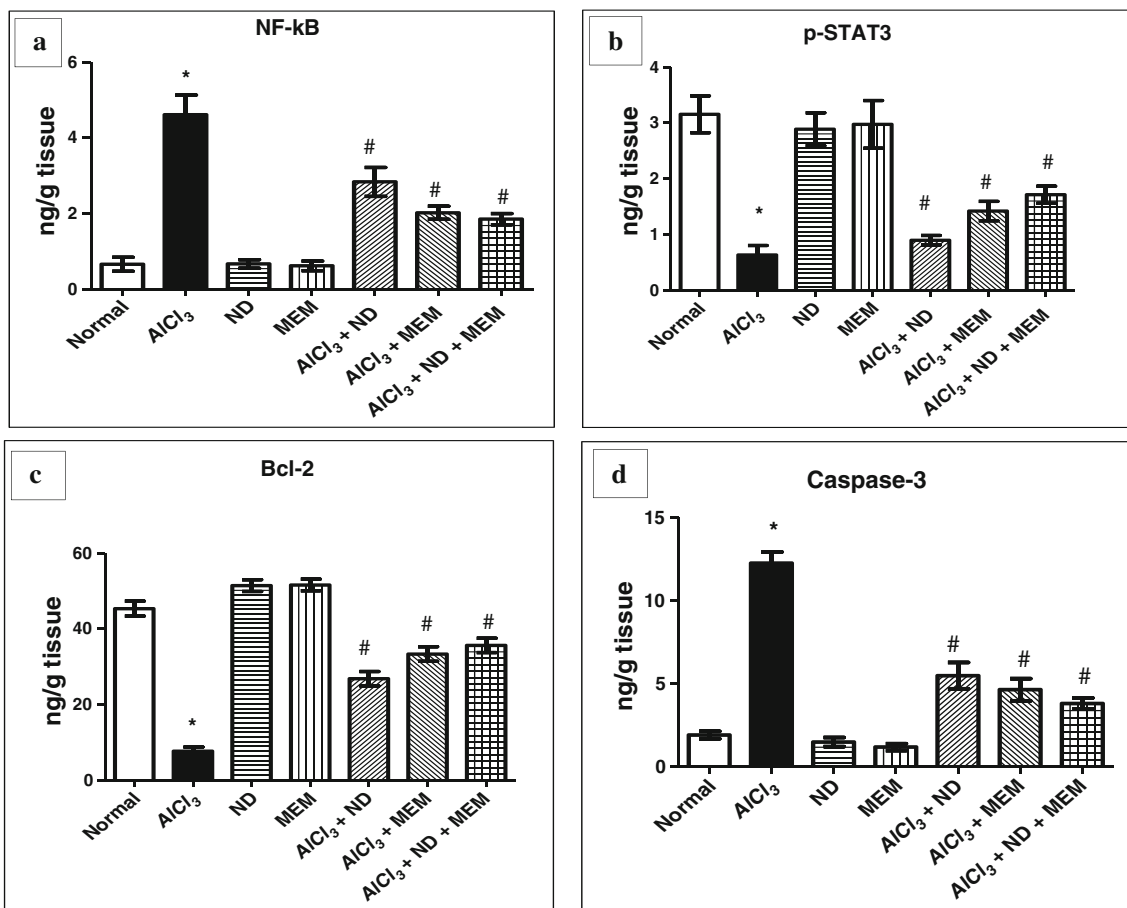 a
NF-kB
ng/g tissue
6
4
2
0
*
#
#
#
Normal
AlCl₃
ND
MEM
AlCl₃ + ND
AlCl₃ + MEM
AlCl₃ + ND + MEM
b
p-STAT3
ng/g tissue
4
3
2
1
0
*
#
#
#
Normal
AlCl₃
ND
MEM
AlCl₃ + ND
AlCl₃ + MEM
AlCl₃ + ND + MEM
c
Bcl-2
ng/g tissue
60
40
20
0
*
#
#
#
Normal
AlCl₃
ND
MEM
AlCl₃ + ND
AlCl₃ + MEM
AlCl₃ + ND + MEM
d
Caspase-3
ng/g tissue
15
10
5
0
*
#
#
#
Normal
AlCl₃
ND
MEM
AlCl₃ + ND
AlCl₃ + MEM
AlCl₃ + ND + MEM